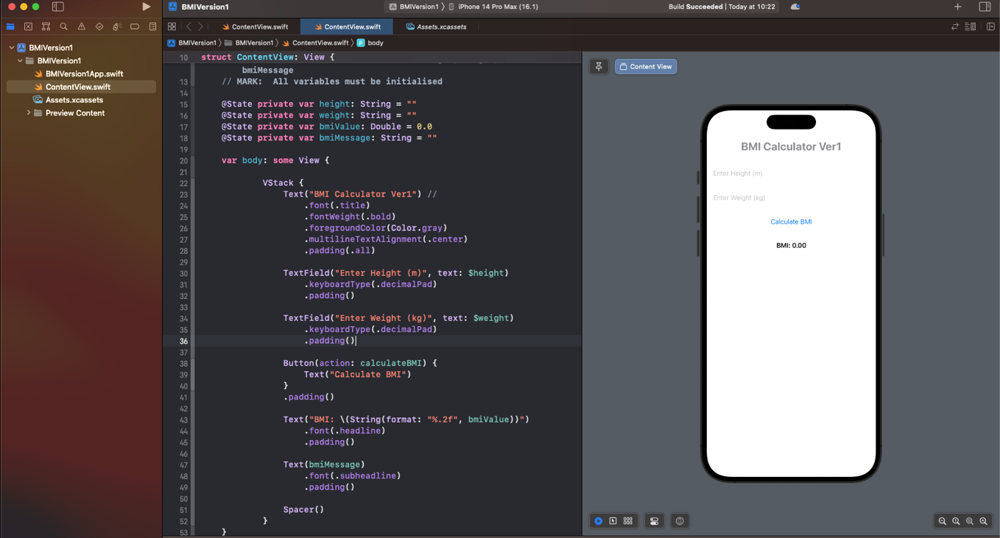 BMIVersion1
BMIVersion1 〉 iPhone 14 Pro Max (16.1)
Build Succeeded | Today at 10:22
ContentView.swift
ContentView.swift
Assets.xcassets
BMIVersion1 〉 BMIVersion1 〉 ContentView.swift 〉 P body
BMIVersion1
BMIVersion1
BMIVersion1App.swift
ContentView.swift
Assets.xcassets
Preview Content
10 struct ContentView: View {
bmiMessage
13 // MARK:  All variables must be initialised
14
15 @State private var height: String = ""
16 @State private var weight: String = ""
17 @State private var bmiValue: Double = 0.0
18 @State private var bmiMessage: String = ""
19
20 var body: some View {
21
22 VStack {
23 Text("BMI Calculator Ver1") //
24 .font(.title)
25 .fontWeight(.bold)
26 .foregroundColor(Color.gray)
27 .multilineTextAlignment(.center)
28 .padding(.all)
29
30 TextField("Enter Height (m)", text: $height)
31 .keyboardType(.decimalPad)
32 .padding()
33
34 TextField("Enter Weight (kg)", text: $weight)
35 .keyboardType(.decimalPad)
36 .padding()
37
38 Button(action: calculateBMI) {
39 Text("Calculate BMI")
40 }
41 .padding()
42
43 Text("BMI: \(String(format: "%.2f", bmiValue))")
44 .font(.headline)
45 .padding()
46
47 Text(bmiMessage)
48 .font(.subheadline)
49 .padding()
50
51 Spacer()
52 }
53 }
Content View
BMI Calculator Ver1
Enter Height (m)
Enter Weight (kg)
Calculate BMI
BMI: 0.00